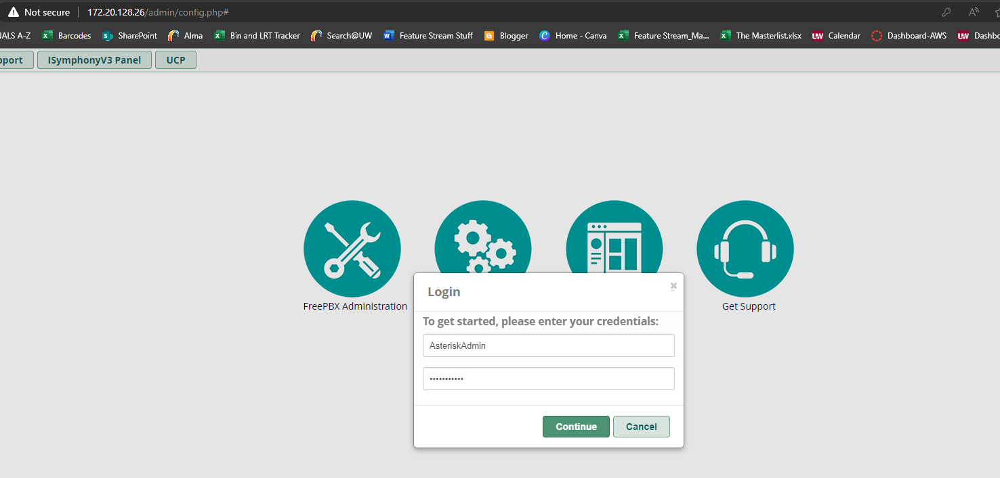 Not secure 172.20.128.26/admin/config.php#
NALS A-Z Barcodes SharePoint Alma Bin and LRT Tracker Search@UW Feature Stream Stuff Blogger Home - Canva Feature Stream_Ma... The Masterlist.xlsx Calendar Dashboard-AWS Dashbo
pport ISymphonyV3 Panel UCP
Login
To get started, please enter your credentials:
AsteriskAdmin
•••••••••••
Continue Cancel
FreePBX Administration Get Support